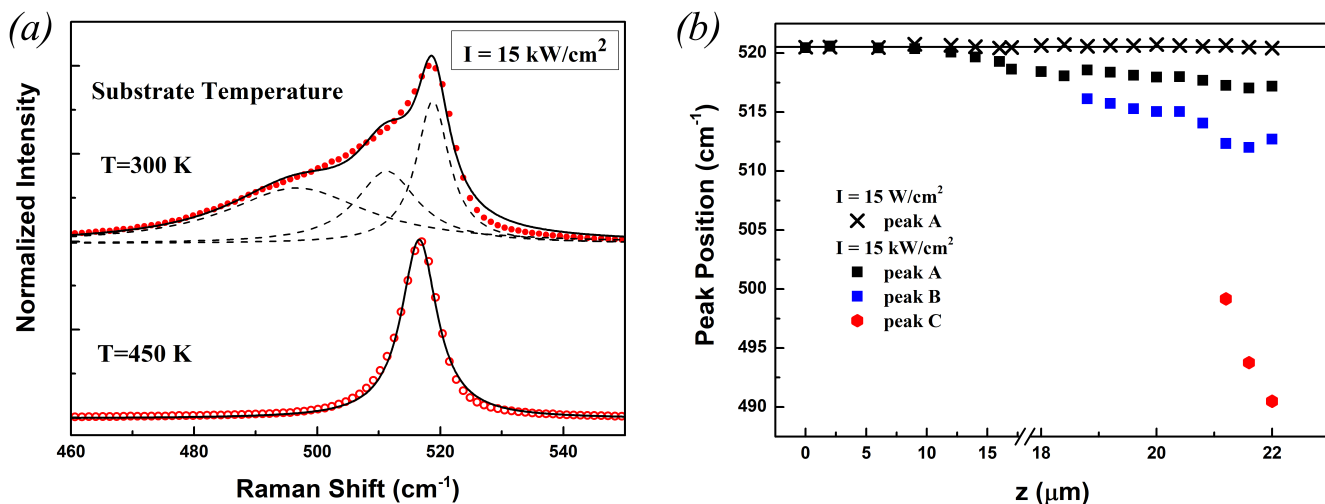 (a)
I = 15 kW/cm²
Substrate Temperature
T=300 K
T=450 K
Normalized Intensity
460 480 500 520 540
Raman Shift (cm⁻¹)
(b)
520
515
510
505
500
495
490
Peak Position (cm⁻¹)
I = 15 W/cm²
peak A
I = 15 kW/cm²
peak A
peak B
peak C
0 5 10 15 18 20 22
z (μm)